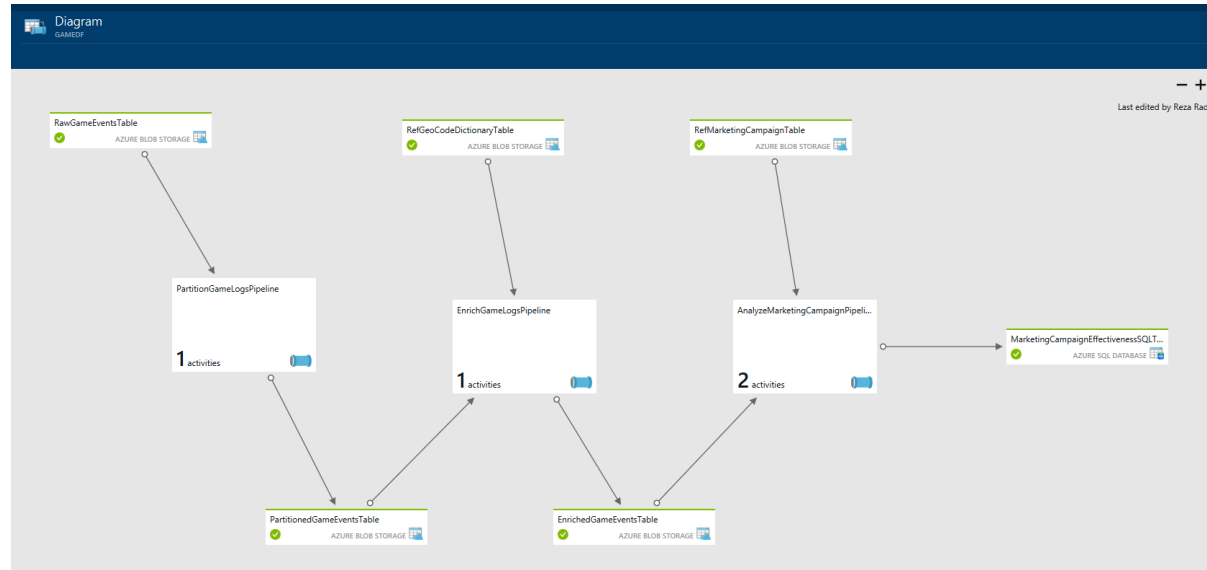 Diagram
GAMEDF
− +
Last edited by Reza Rad
RawGameEventsTable
AZURE BLOB STORAGE
RefGeoCodeDictionaryTable
AZURE BLOB STORAGE
RefMarketingCampaignTable
AZURE BLOB STORAGE
PartitionGameLogsPipeline
1 activities
EnrichGameLogsPipeline
1 activities
AnalyzeMarketingCampaignPipeli...
2 activities
MarketingCampaignEffectivenessSQLT...
AZURE SQL DATABASE
PartitionedGameEventsTable
AZURE BLOB STORAGE
EnrichedGameEventsTable
AZURE BLOB STORAGE